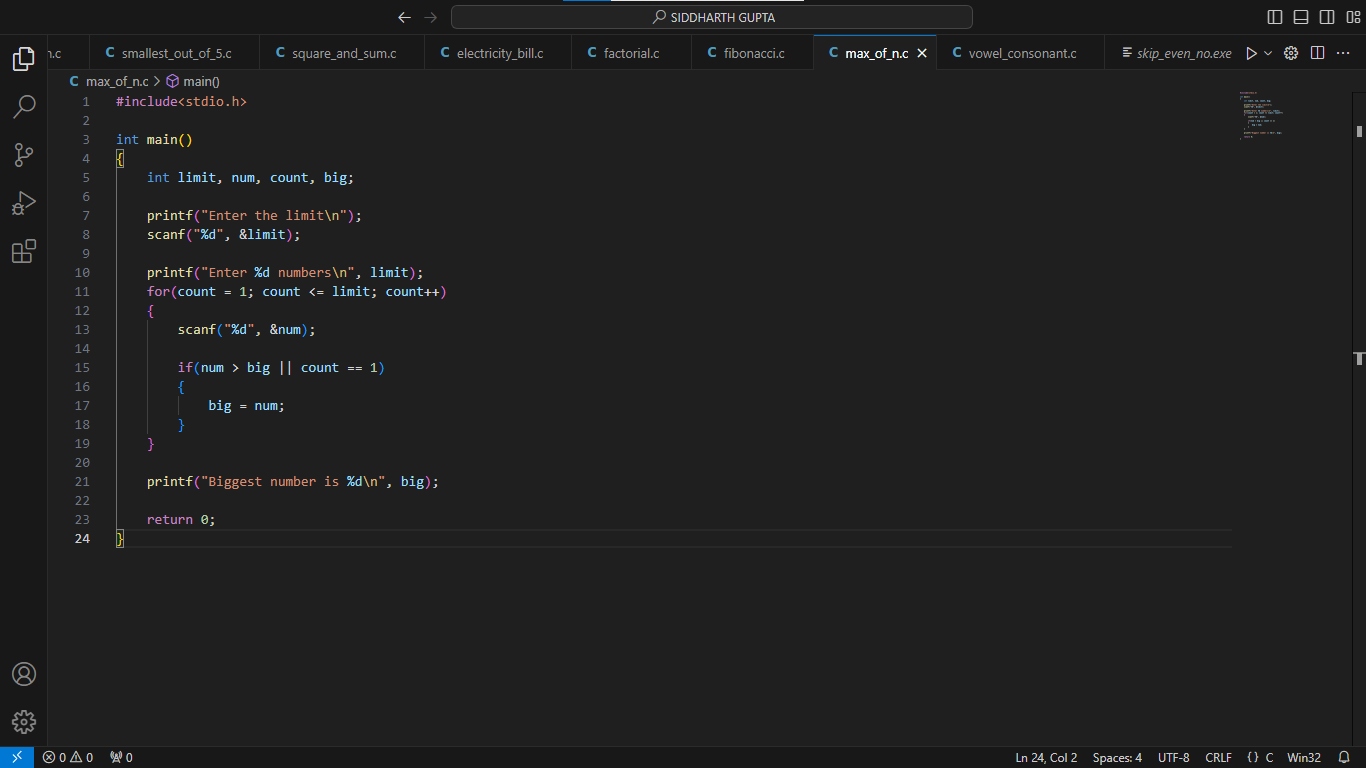 SIDDHARTH GUPTA
n.c smallest_out_of_5.c square_and_sum.c electricity_bill.c factorial.c fibonacci.c max_of_n.c vowel_consonant.c skip_even_no.exe
C max_of_n.c > main()
1 #include<stdio.h>
2
3 int main()
4 {
5     int limit, num, count, big;
6
7     printf("Enter the limit\n");
8     scanf("%d", &limit);
9
10     printf("Enter %d numbers\n", limit);
11     for(count = 1; count <= limit; count++)
12     {
13         scanf("%d", &num);
14
15         if(num > big || count == 1)
16         {
17             big = num;
18         }
19     }
20
21     printf("Biggest number is %d\n", big);
22
23     return 0;
24 }
0 0 0 Ln 24, Col 2 Spaces: 4 UTF-8 CRLF {} C Win32